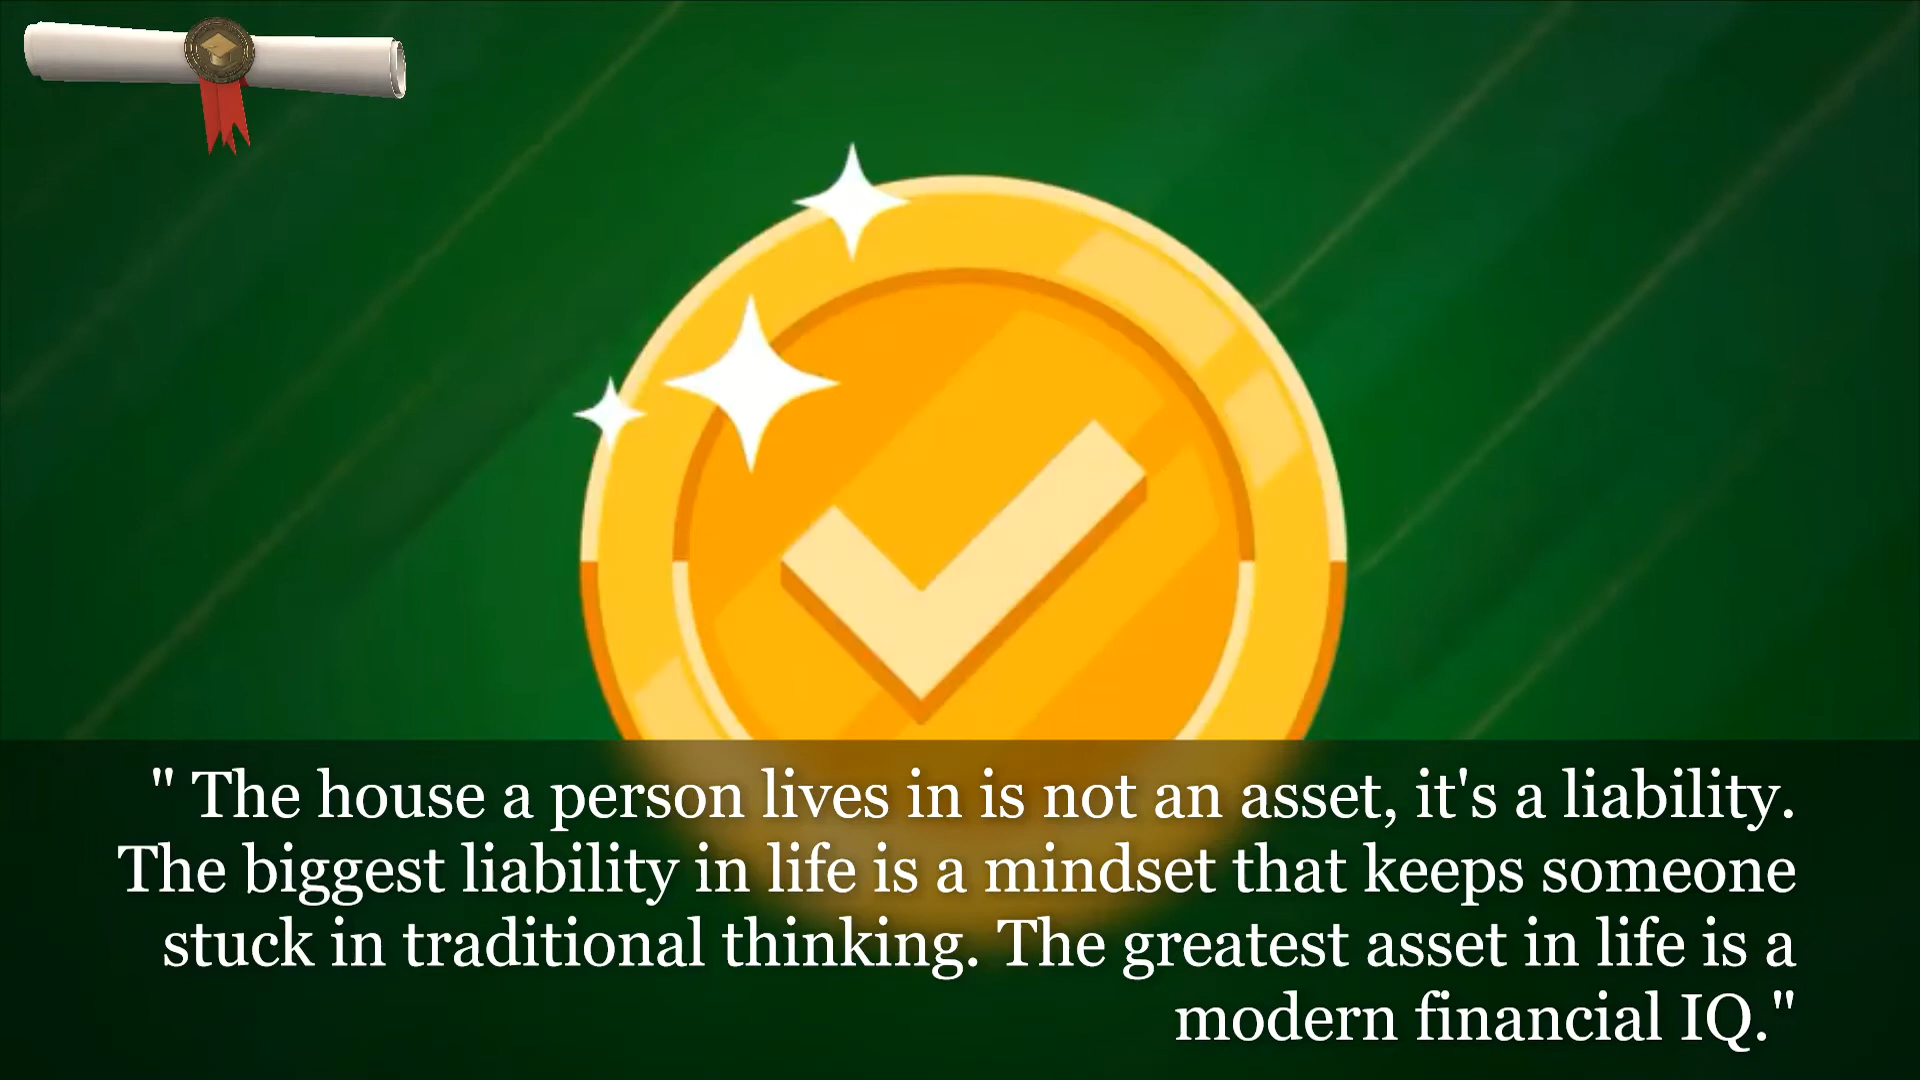 " The house a person lives in is not an asset, it's a liability.
The biggest liability in life is a mindset that keeps someone
stuck in traditional thinking. The greatest asset in life is a
modern financial IQ."